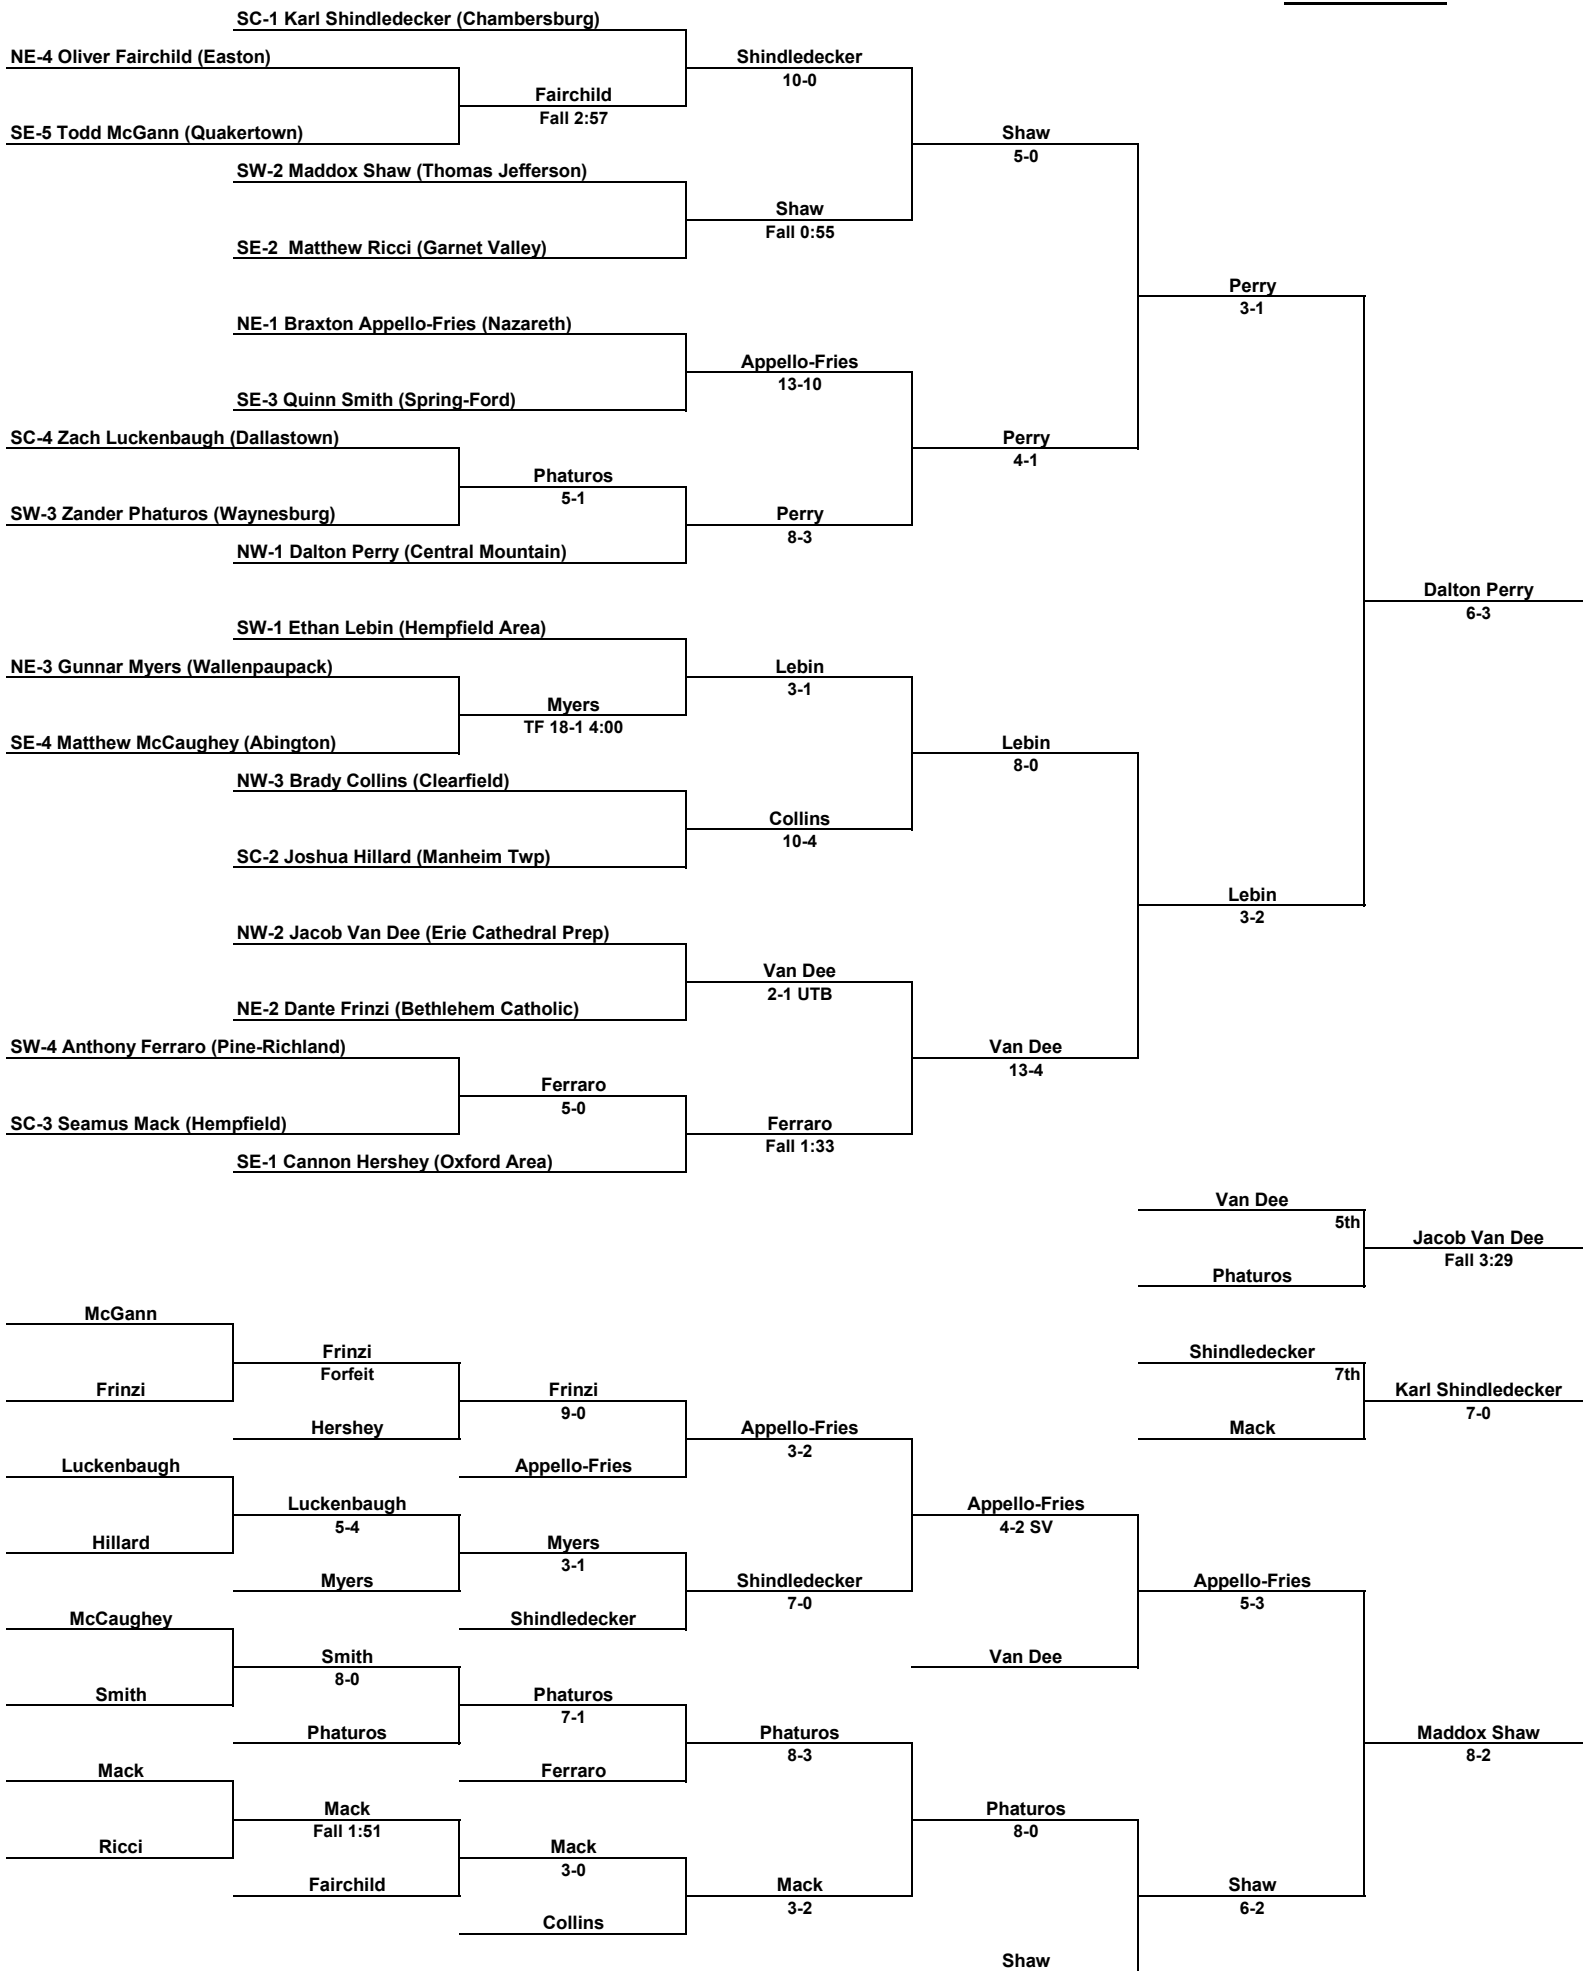 SC-1 Karl Shindledecker (Chambersburg)
NE-4 Oliver Fairchild (Easton)
Shindledecker
10-0
Fairchild
Fall 2:57
SE-5 Todd McGann (Quakertown)
Shaw
5-0
SW-2 Maddox Shaw (Thomas Jefferson)
Shaw
Fall 0:55
SE-2 Matthew Ricci (Garnet Valley)
Perry
3-1
NE-1 Braxton Appello-Fries (Nazareth)
Appello-Fries
13-10
SE-3 Quinn Smith (Spring-Ford)
SC-4 Zach Luckenbaugh (Dallastown)
Perry
4-1
Phaturos
5-1
SW-3 Zander Phaturos (Waynesburg)
Perry
8-3
NW-1 Dalton Perry (Central Mountain)
Dalton Perry
6-3
SW-1 Ethan Lebin (Hempfield Area)
NE-3 Gunnar Myers (Wallenpaupack)
Lebin
3-1
Myers
TF 18-1 4:00
SE-4 Matthew McCaughey (Abington)
Lebin
8-0
NW-3 Brady Collins (Clearfield)
Collins
10-4
SC-2 Joshua Hillard (Manheim Twp)
Lebin
3-2
NW-2 Jacob Van Dee (Erie Cathedral Prep)
Van Dee
2-1 UTB
NE-2 Dante Frinzi (Bethlehem Catholic)
SW-4 Anthony Ferraro (Pine-Richland)
Van Dee
13-4
Ferraro
5-0
SC-3 Seamus Mack (Hempfield)
Ferraro
Fall 1:33
SE-1 Cannon Hershey (Oxford Area)
Van Dee
5th
Jacob Van Dee
Fall 3:29
Phaturos
McGann
Frinzi
Forfeit
Shindledecker
7th
Frinzi
Frinzi
9-0
Karl Shindledecker
7-0
Hershey
Appello-Fries
3-2
Mack
Luckenbaugh
Appello-Fries
Luckenbaugh
5-4
Appello-Fries
4-2 SV
Hillard
Myers
3-1
Myers
Shindledecker
7-0
Appello-Fries
5-3
McCaughey
Shindledecker
Smith
8-0
Van Dee
Smith
Phaturos
7-1
Phaturos
Phaturos
8-3
Maddox Shaw
8-2
Mack
Ferraro
Mack
Fall 1:51
Phaturos
8-0
Ricci
Mack
3-0
Fairchild
Mack
3-2
Shaw
6-2
Collins
Shaw